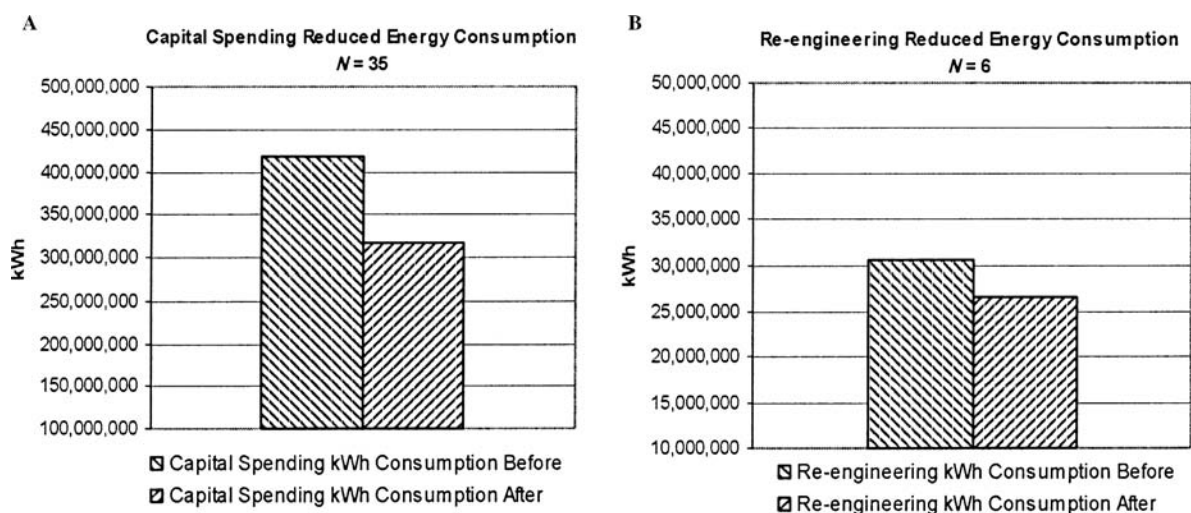 A
Capital Spending Reduced Energy Consumption
N = 35
500,000,000
450,000,000
400,000,000
350,000,000
300,000,000
250,000,000
200,000,000
150,000,000
100,000,000
kWh
Capital Spending kWh Consumption Before
Capital Spending kWh Consumption After
B
Re-engineering Reduced Energy Consumption
N = 6
50,000,000
45,000,000
40,000,000
35,000,000
30,000,000
25,000,000
20,000,000
15,000,000
10,000,000
kWh
Re-engineering kWh Consumption Before
Re-engineering kWh Consumption After